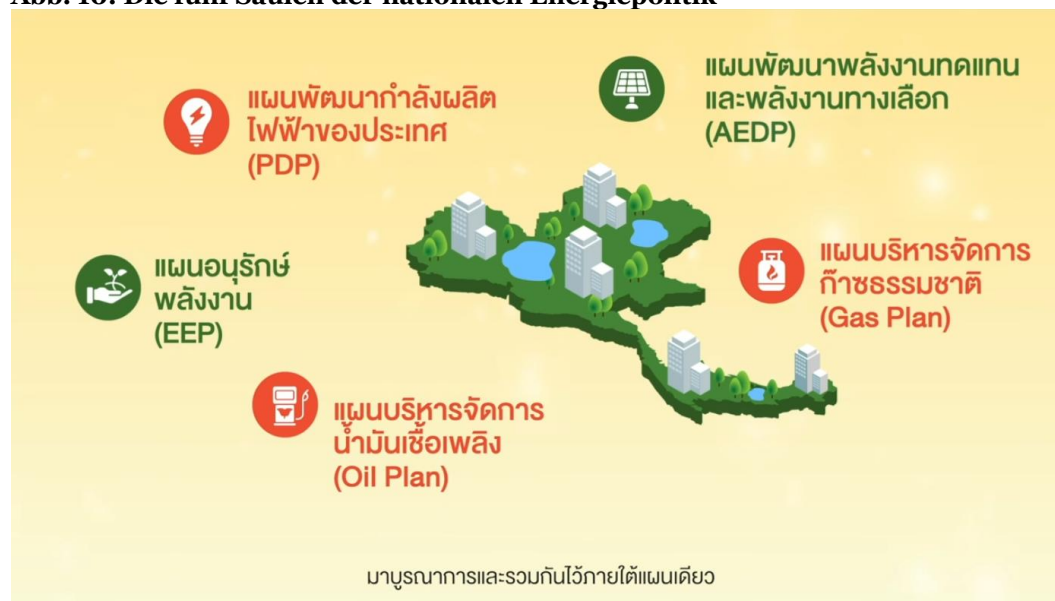 Abb. 10: Die fünf Säulen der nationalen Energiepolitik
แผนพัฒนากำลังผลิต
ไฟฟ้าของประเทศ
(PDP)
แผนพัฒนาพลังงานทดแทน
และพลังงานทางเลือก
(AEDP)
แผนอนุรักษ์
พลังงาน
(EEP)
แผนบริหารจัดการ
ก๊าซธรรมชาติ
(Gas Plan)
แผนบริหารจัดการ
น้ำมันเชื้อเพลิง
(Oil Plan)
มาบูรณาการและรวมกันไว้ภายใต้แผนเดียว